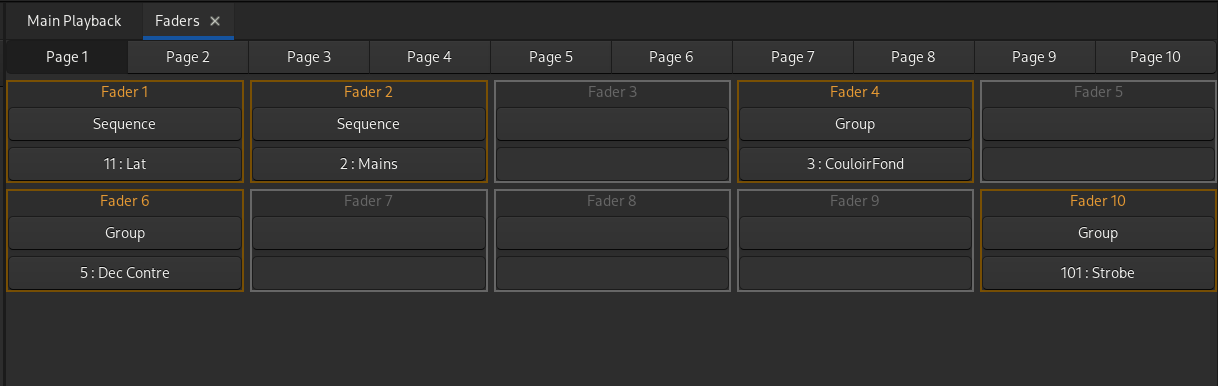 Main Playback Faders ×
Page 1 Page 2 Page 3 Page 4 Page 5 Page 6 Page 7 Page 8 Page 9 Page 10
Fader 1 Fader 2 Fader 3 Fader 4 Fader 5
Sequence Sequence Group
11 : Lat 2 : Mains 3 : CouloirFond
Fader 6 Fader 7 Fader 8 Fader 9 Fader 10
Group Group
5 : Dec Contre 101 : Strobe